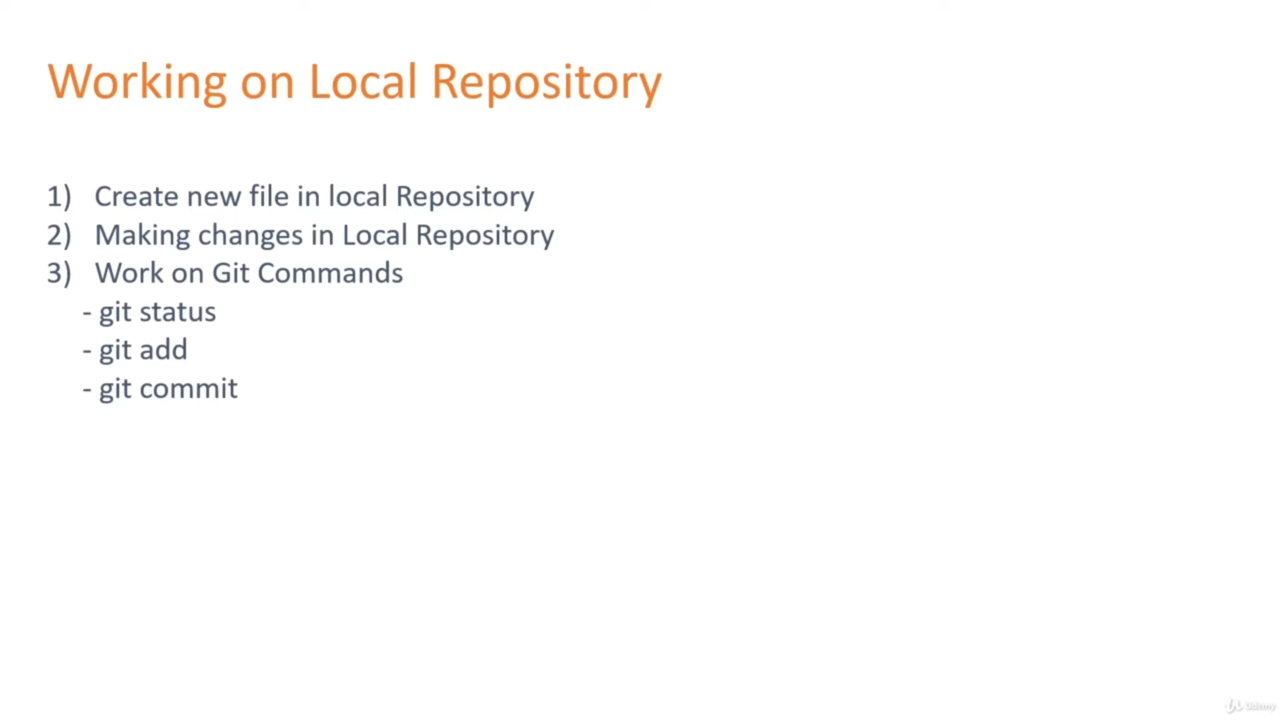 Working on Local Repository
1) Create new file in local Repository
2) Making changes in Local Repository
3) Work on Git Commands
- git status
- git add
- git commit
Udemy